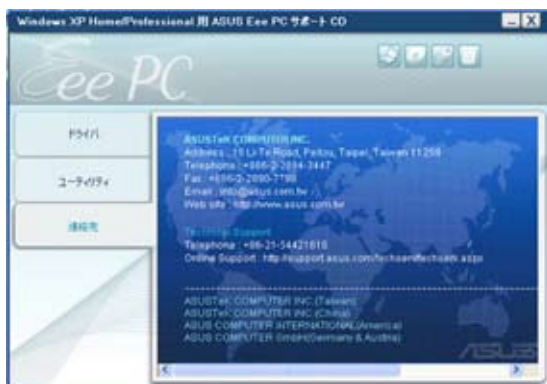 Windows XP Home/Professional 用 ASUS Eee PC サポート CD
Eee PC
ドライバ
ユーティリティ
連絡先
ASUSTeK COMPUTER INC.
Address : 15 Li-Te Road, Peitou, Taipei, Taiwan 11259
Telephone : +886-2-2894-3447
Fax : +886-2-2890-7798
Email : info@asus.com.tw
Web site : http://www.asus.com.tw
Technical Support
Telephone : +86-21-34421616
Online Support : http://support.asus.com/techserv/techserv.aspx
ASUSTeK COMPUTER INC.(Taiwan)
ASUSTeK COMPUTER INC.(China)
ASUS COMPUTER INTERNATIONAL(America)
ASUS COMPUTER GmbH(Germany & Austria)
ASUS